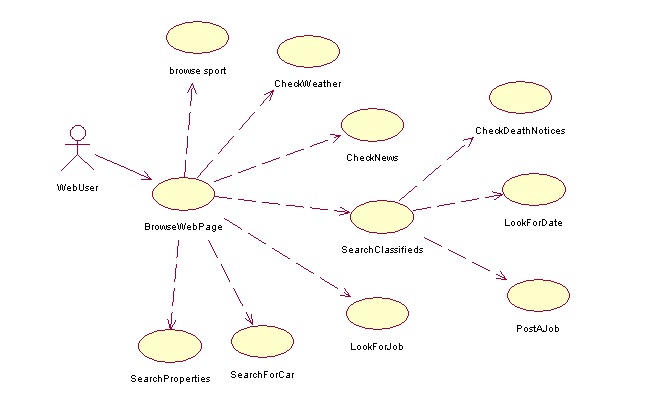 browse sport
CheckWeather
CheckDeathNotices
CheckNews
WebUser
BrowseWebPage
LookForDate
SearchClassifieds
PostAJob
LookForJob
SearchProperties
SearchForCar